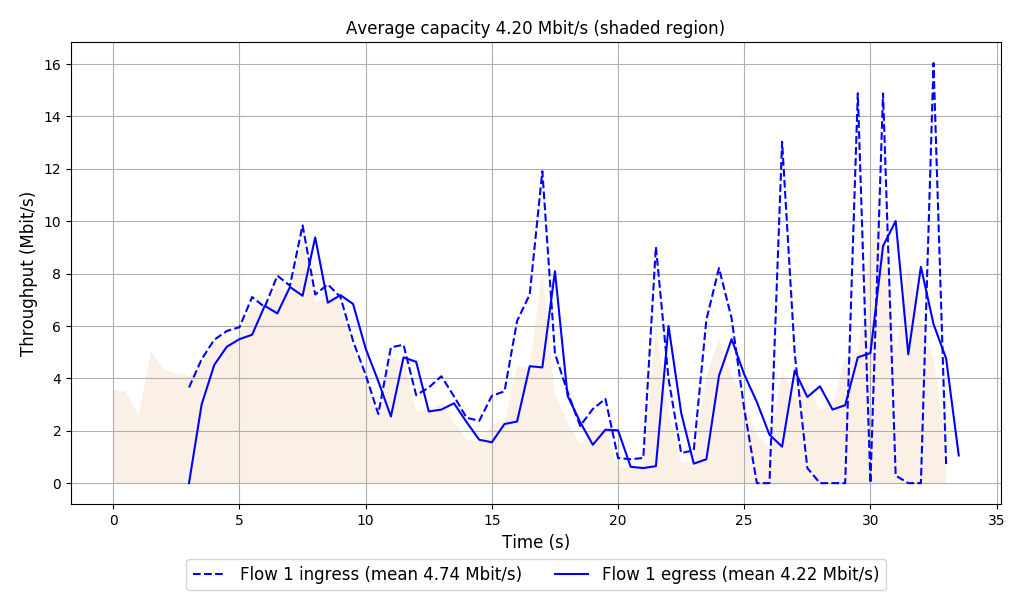 Average capacity 4.20 Mbit/s (shaded region)
16
14
12
10
8
6
4
2
0
Throughput (Mbit/s)
0 5 10 15 20 25 30 35
Time (s)
Flow 1 ingress (mean 4.74 Mbit/s) Flow 1 egress (mean 4.22 Mbit/s)